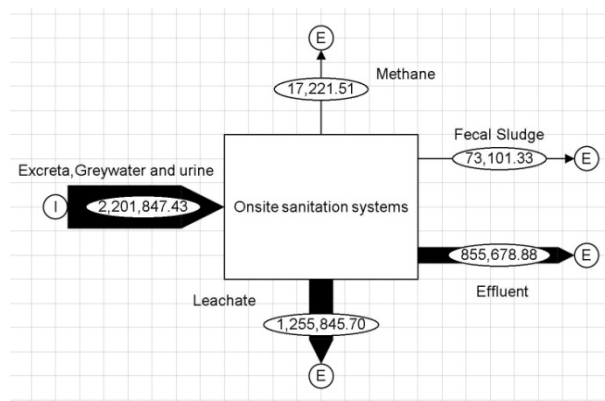 E
Methane
17,221.51
Fecal Sludge
73,101.33
E
Excreta,Greywater and urine
I
2,201,847.43
Onsite sanitation systems
855,678.88
E
Effluent
Leachate
1,255,845.70
E